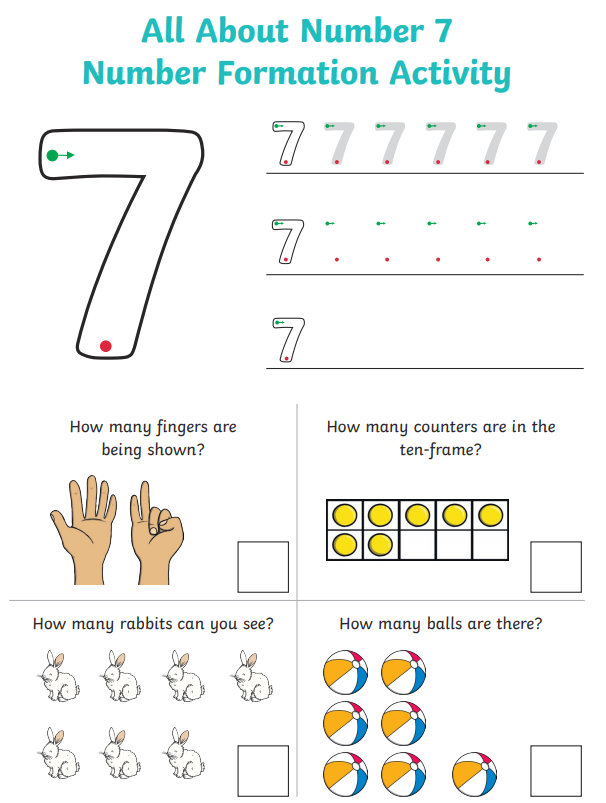 All About Number 7
Number Formation Activity
7
7 7 7 7 7 7
7
7
How many fingers are
being shown?
How many counters are in the
ten-frame?
How many rabbits can you see?
How many balls are there?